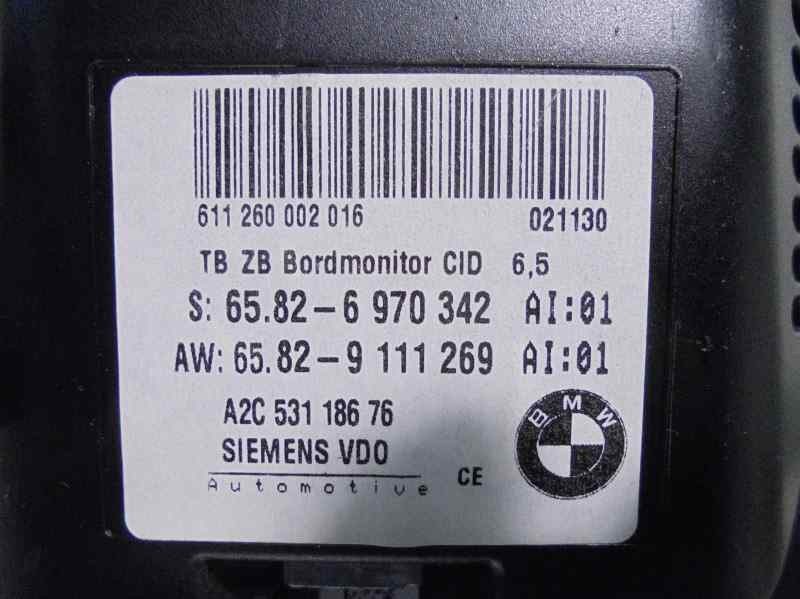 611 260 002 016 021130
TB ZB Bordmonitor CID 6,5
S: 65.82-6 970 342 AI:01
AW: 65.82-9 111 269 AI:01
A2C 531 186 76
SIEMENS VDO
Automotive CE
BMW